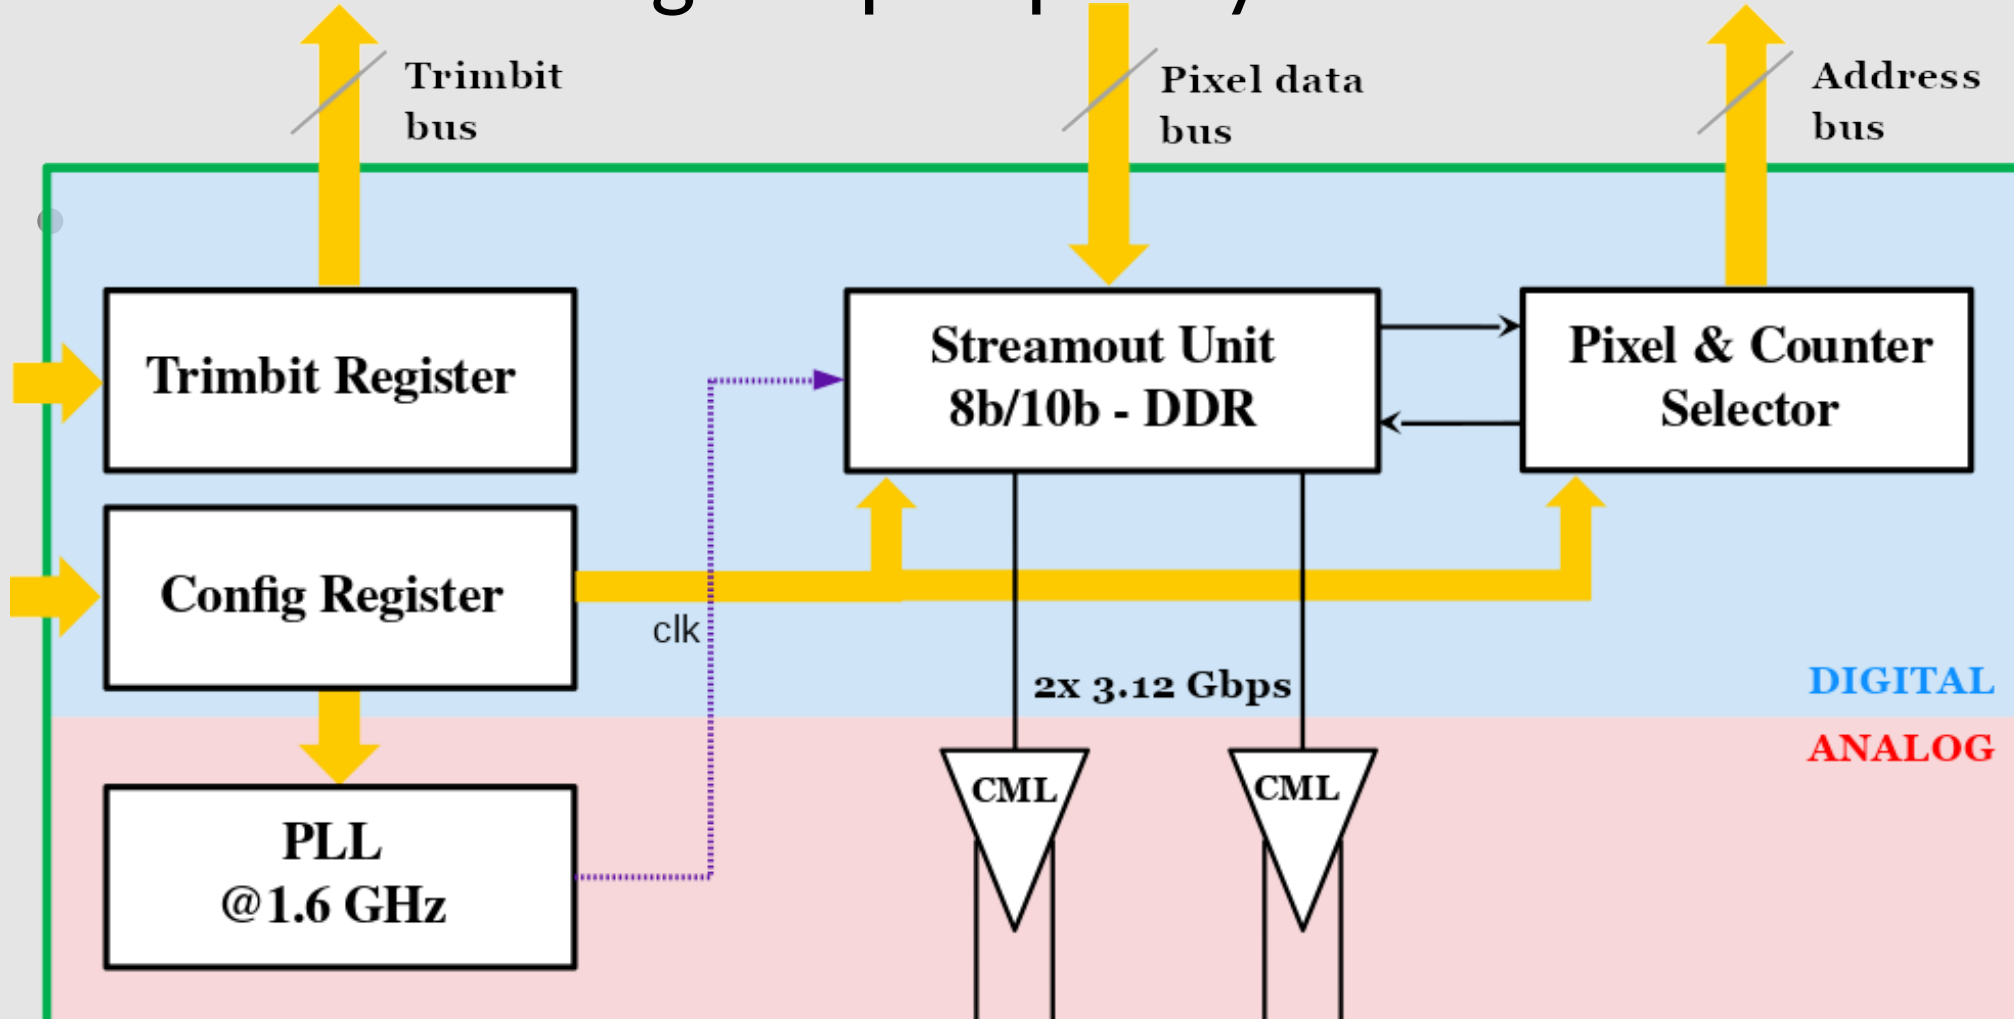 Trimbit
bus
Pixel data
bus
Address
bus
Trimbit Register
Streamout Unit
8b/10b - DDR
Pixel & Counter
Selector
Config Register
clk
2x 3.12 Gbps
DIGITAL
ANALOG
CML
CML
PLL
@1.6 GHz